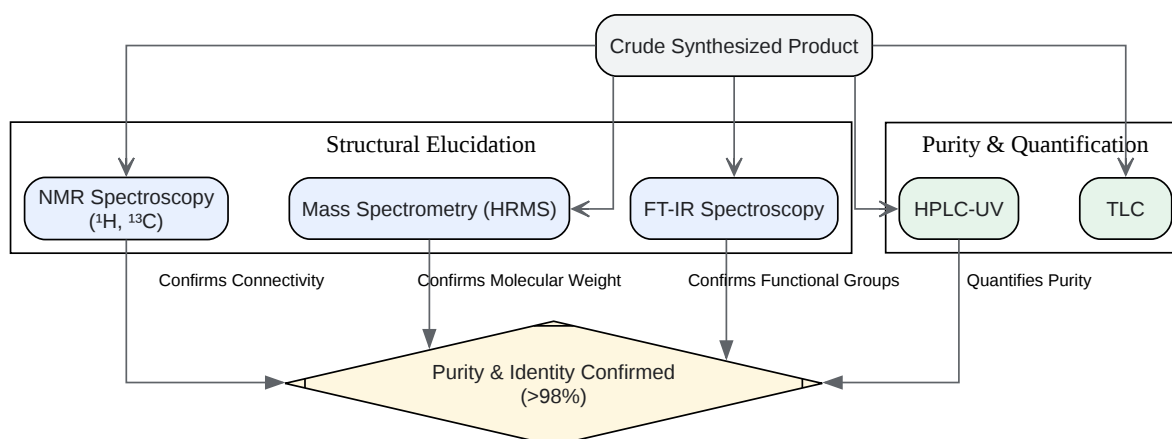 Crude Synthesized Product
Structural Elucidation
Purity & Quantification
NMR Spectroscopy
(¹H, ¹³C)
Mass Spectrometry (HRMS)
FT-IR Spectroscopy
HPLC-UV
TLC
Confirms Connectivity
Confirms Molecular Weight
Confirms Functional Groups
Quantifies Purity
Purity & Identity Confirmed
(>98%)